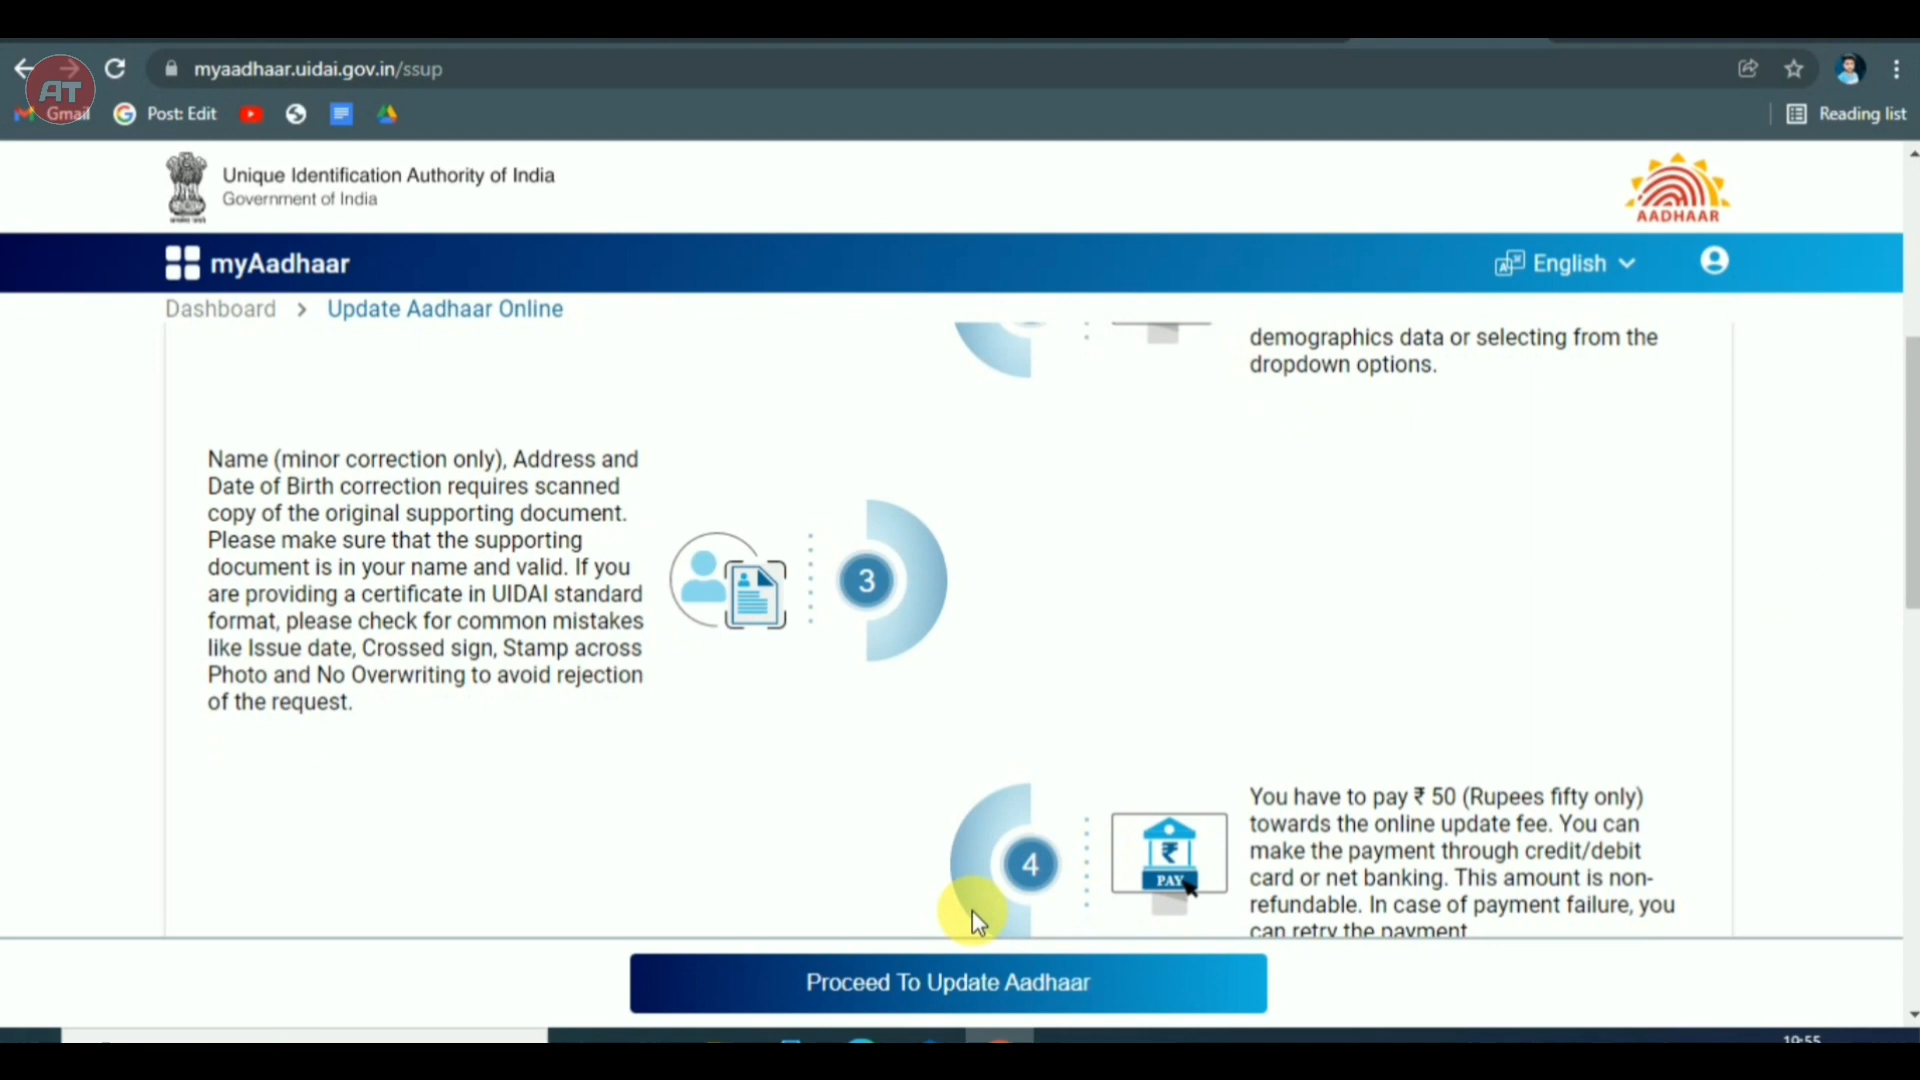 myaadhaar.uidai.gov.in/ssup
AT
Gmail
Post: Edit
Reading list
Unique Identification Authority of India
Government of India
AADHAAR
myAadhaar
English
Dashboard > Update Aadhaar Online
demographics data or selecting from the
dropdown options.
Name (minor correction only), Address and
Date of Birth correction requires scanned
copy of the original supporting document.
Please make sure that the supporting
document is in your name and valid. If you
are providing a certificate in UIDAI standard
format, please check for common mistakes
like Issue date, Crossed sign, Stamp across
Photo and No Overwriting to avoid rejection
of the request.
3
4
PAY
You have to pay ₹ 50 (Rupees fifty only)
towards the online update fee. You can
make the payment through credit/debit
card or net banking. This amount is non-
refundable. In case of payment failure, you
can retry the payment
Proceed To Update Aadhaar